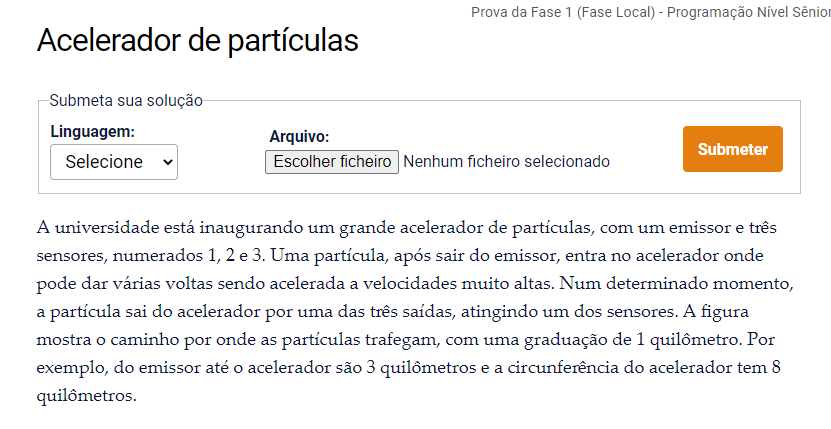 Prova da Fase 1 (Fase Local) - Programação Nível Sênior
Acelerador de partículas
Submeta sua solução
Linguagem:
Arquivo:
Selecione
Escolher ficheiro Nenhum ficheiro selecionado
Submeter
A universidade está inaugurando um grande acelerador de partículas, com um emissor e três
sensores, numerados 1, 2 e 3. Uma partícula, após sair do emissor, entra no acelerador onde
pode dar várias voltas sendo acelerada a velocidades muito altas. Num determinado momento,
a partícula sai do acelerador por uma das três saídas, atingindo um dos sensores. A figura
mostra o caminho por onde as partículas trafegam, com uma graduação de 1 quilômetro. Por
exemplo, do emissor até o acelerador são 3 quilômetros e a circunferência do acelerador tem 8
quilômetros.